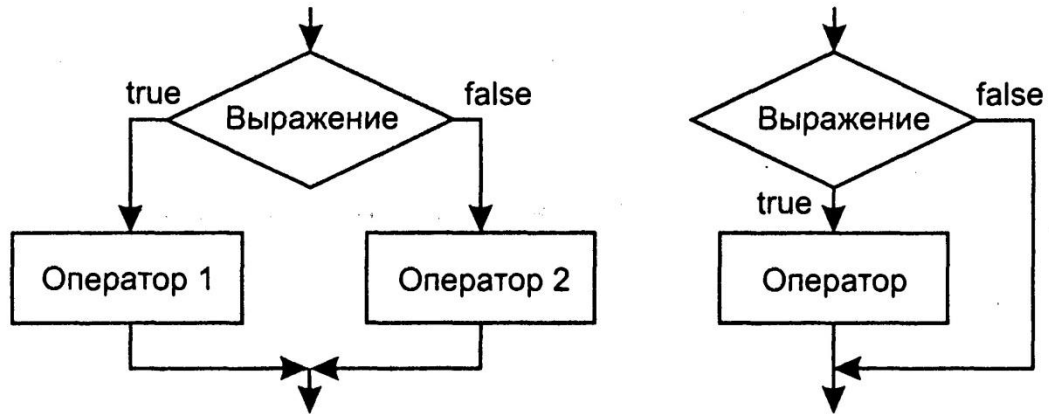 true
Выражение
false
Оператор 1
Оператор 2
Выражение
false
true
Оператор